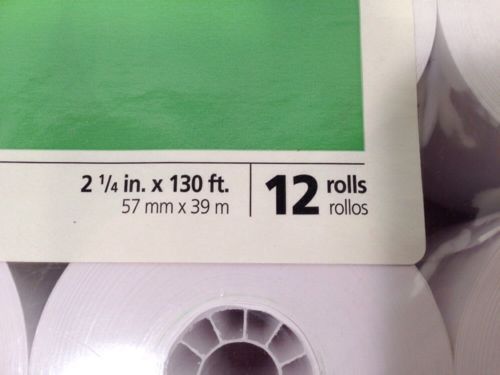 2 1/4 in. x 130 ft.
57 mm x 39 m
12 rolls
rollos